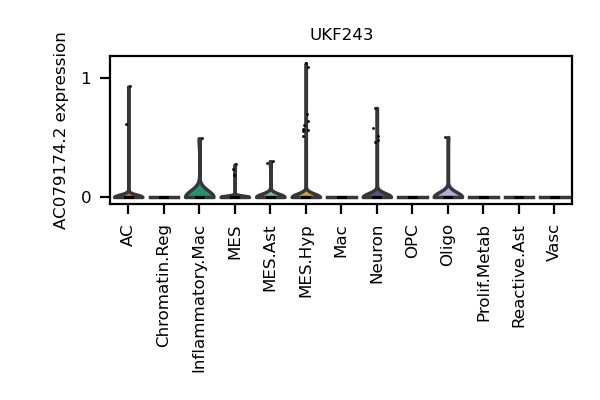 UKF243
AC079174.2 expression
1
0
AC
Chromatin.Reg
Inflammatory.Mac
MES
MES.Ast
MES.Hyp
Mac
Neuron
OPC
Oligo
Prolif.Metab
Reactive.Ast
Vasc